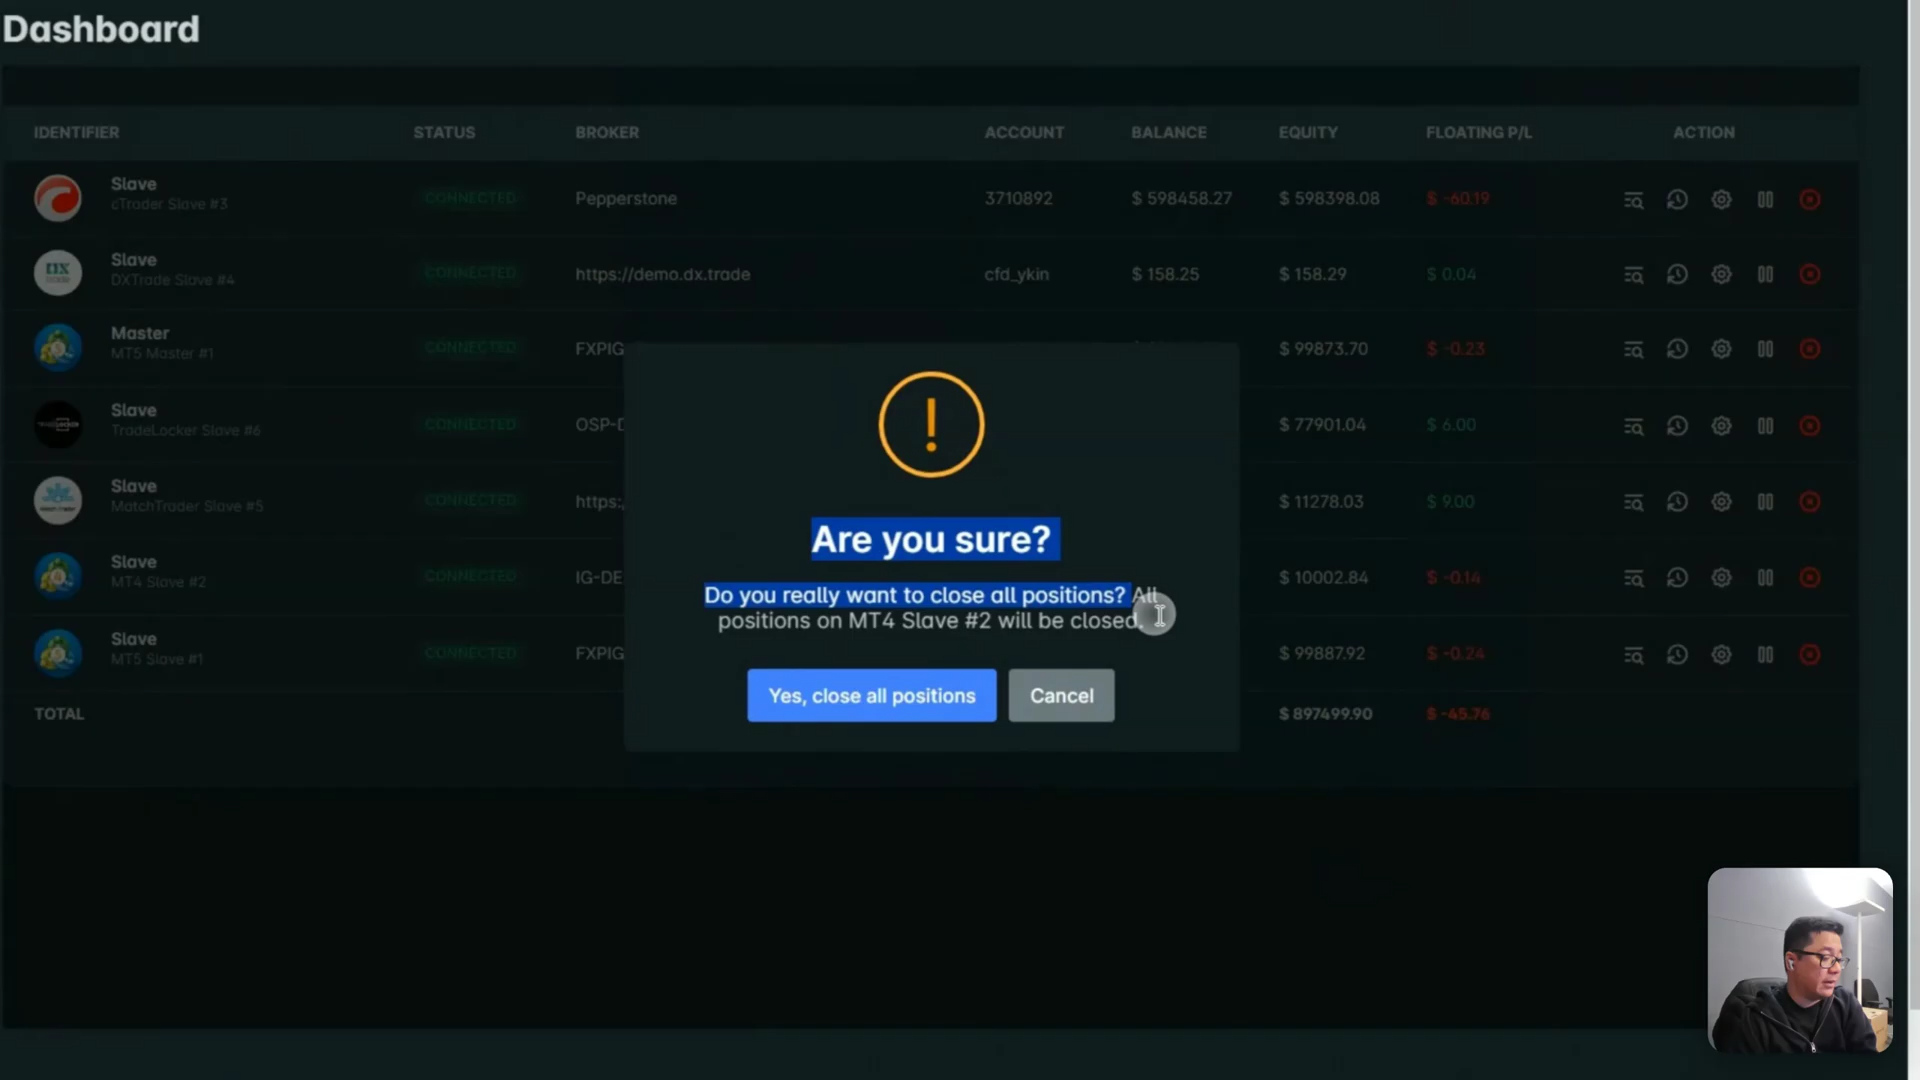 Dashboard
IDENTIFIER STATUS BROKER ACCOUNT BALANCE EQUITY FLOATING P/L ACTION
Slave
cTrader Slave #3 CONNECTED Pepperstone 3710892 $ 598458.27 $ 598398.08 $ -60.19
Slave
DXTrade Slave #4 CONNECTED https://demo.dx.trade cfd_ykin $ 158.25 $ 158.29 $ 0.04
Master
MT5 Master #1 CONNECTED FXPIG $ 99873.70 $ -0.23
Slave
TradeLocker Slave #6 CONNECTED OSP-D $ 77901.04 $ 6.00
Slave
MatchTrader Slave #5 CONNECTED https: $ 11278.03 $ 9.00
Slave
MT4 Slave #2 CONNECTED IG-DE $ 10002.84 $ -0.14
Slave
MT5 Slave #1 CONNECTED FXPIG $ 99887.92 $ -0.24
TOTAL $ 897499.90 $ -45.76
Are you sure?
Do you really want to close all positions? All
positions on MT4 Slave #2 will be closed.
Yes, close all positions Cancel